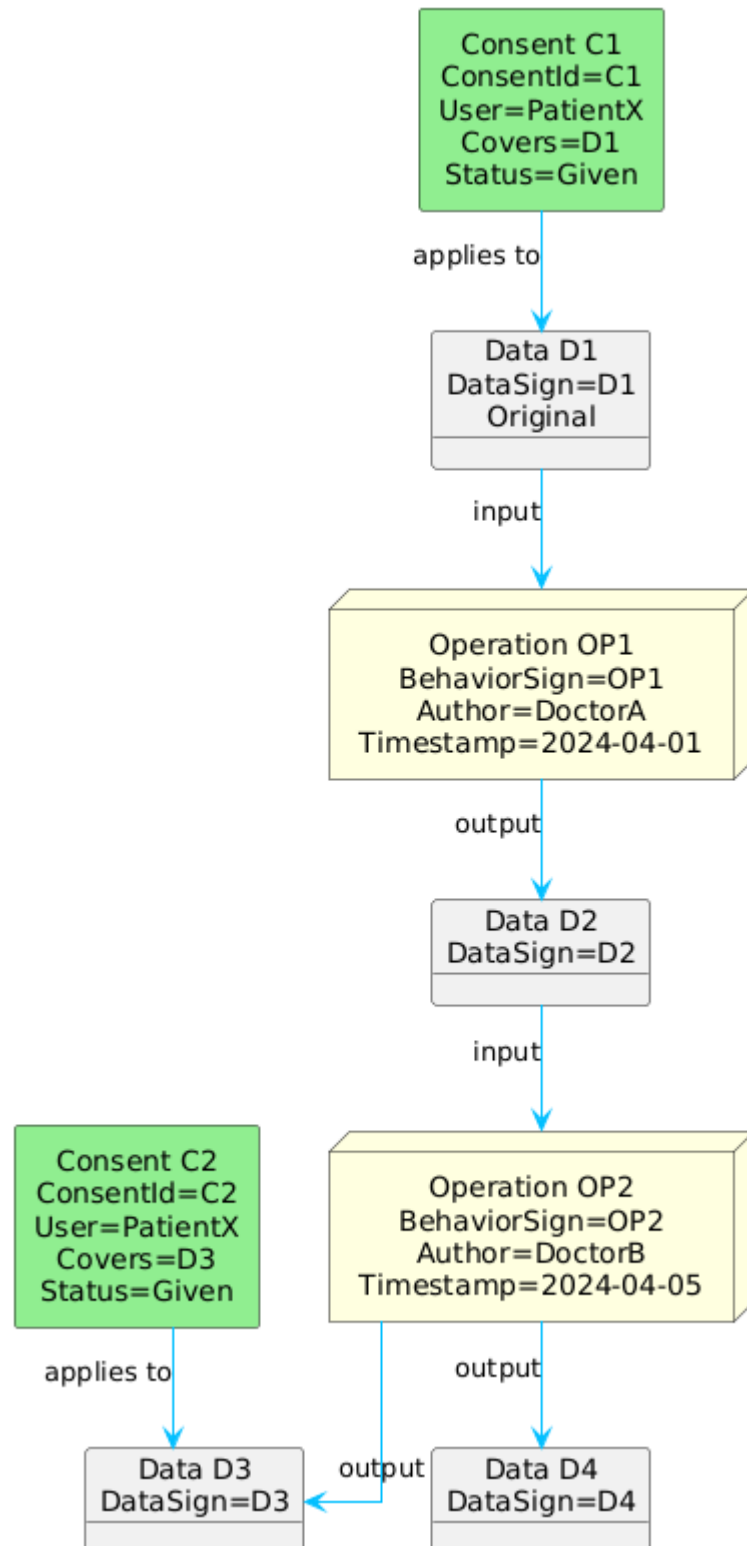 Consent C1
ConsentId=C1
User=PatientX
Covers=D1
Status=Given
applies to
Data D1
DataSign=D1
Original
input
Operation OP1
BehaviorSign=OP1
Author=DoctorA
Timestamp=2024-04-01
output
Data D2
DataSign=D2
input
Consent C2
ConsentId=C2
User=PatientX
Covers=D3
Status=Given
Operation OP2
BehaviorSign=OP2
Author=DoctorB
Timestamp=2024-04-05
applies to
output
output
Data D3
DataSign=D3
Data D4
DataSign=D4